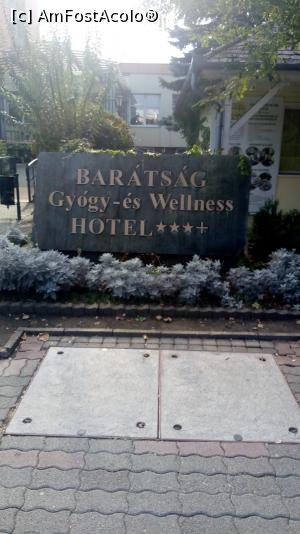 [c] AmFostAcolo®
BARÁTSÁG
Gyógy-és Wellness
HOTEL★★★+